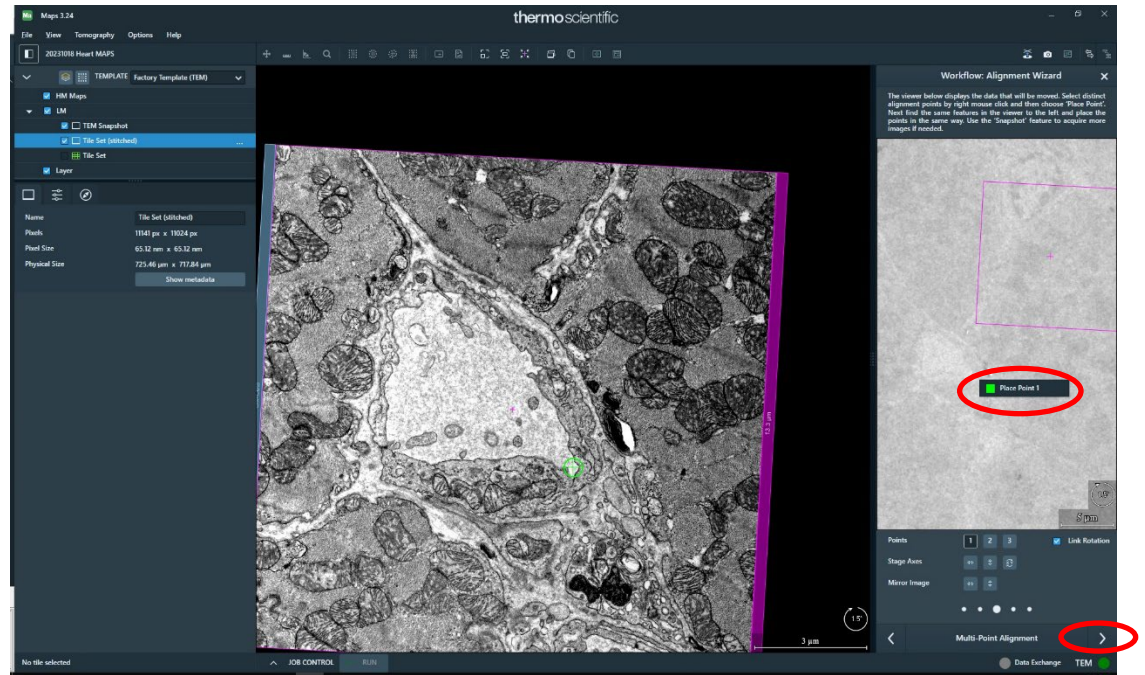 Maps 3.24
thermoscientific
File View Tomography Options Help
20231018 Heart MAPS
TEMPLATE Factory Template (TEM)
HM Maps
LM
TEM Snapshot
Tile Set (stitched) ...
Tile Set
Layer
Name Tile Set (stitched)
Pixels 11141 px x 11024 px
Pixel Size 65.12 nm x 65.12 nm
Physical Size 725.46 µm x 717.84 µm
Show metadata
12.3 µm
15°
3 µm
Workflow: Alignment Wizard
The viewer below displays the data that will be moved. Select distinct
alignment points by right mouse click and then choose 'Place Point'.
Next find the same features in the viewer to the left and place the
points in the same way. Use the 'Snapshot' feature to acquire more
images if needed.
Place Point 1
5 µm
Points 1 2 3 Link Rotation
Stage Axes
Mirror Image
Multi-Point Alignment
No tile selected
JOB CONTROL RUN
Data Exchange TEM